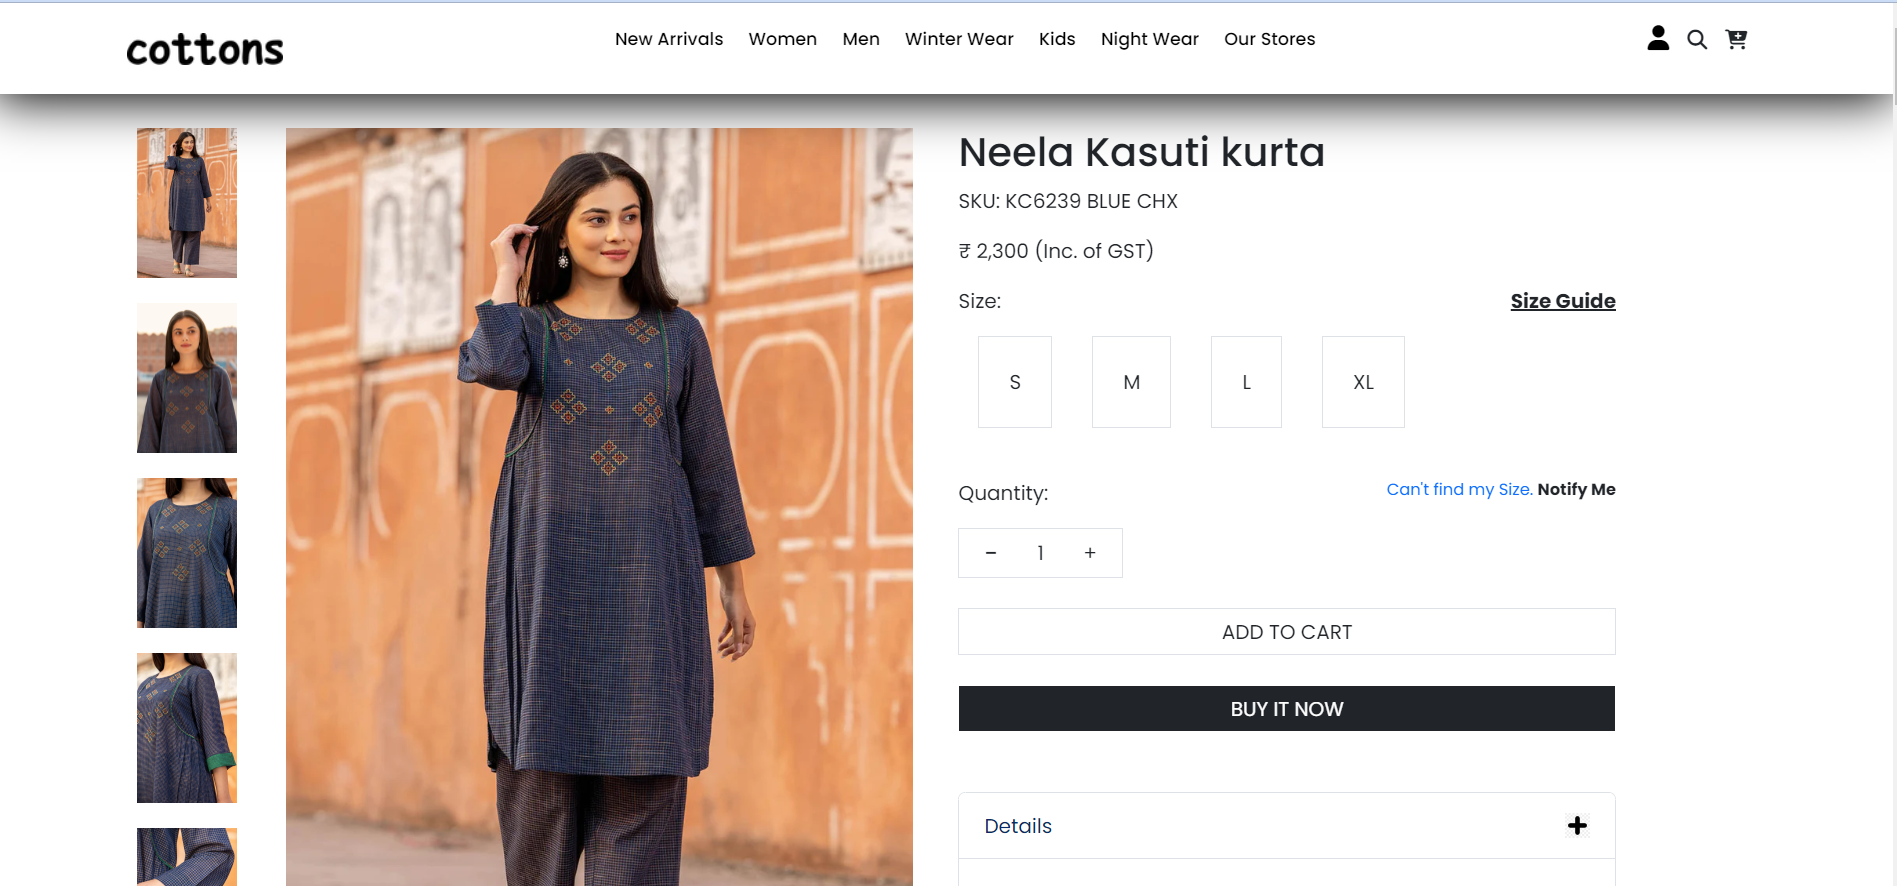 cottons
New Arrivals Women Men Winter Wear Kids Night Wear Our Stores
Neela Kasuti kurta
SKU: KC6239 BLUE CHX
₹ 2,300 (Inc. of GST)
Size: Size Guide
S M L XL
Quantity: Can't find my Size. Notify Me
− 1 +
ADD TO CART
BUY IT NOW
Details +